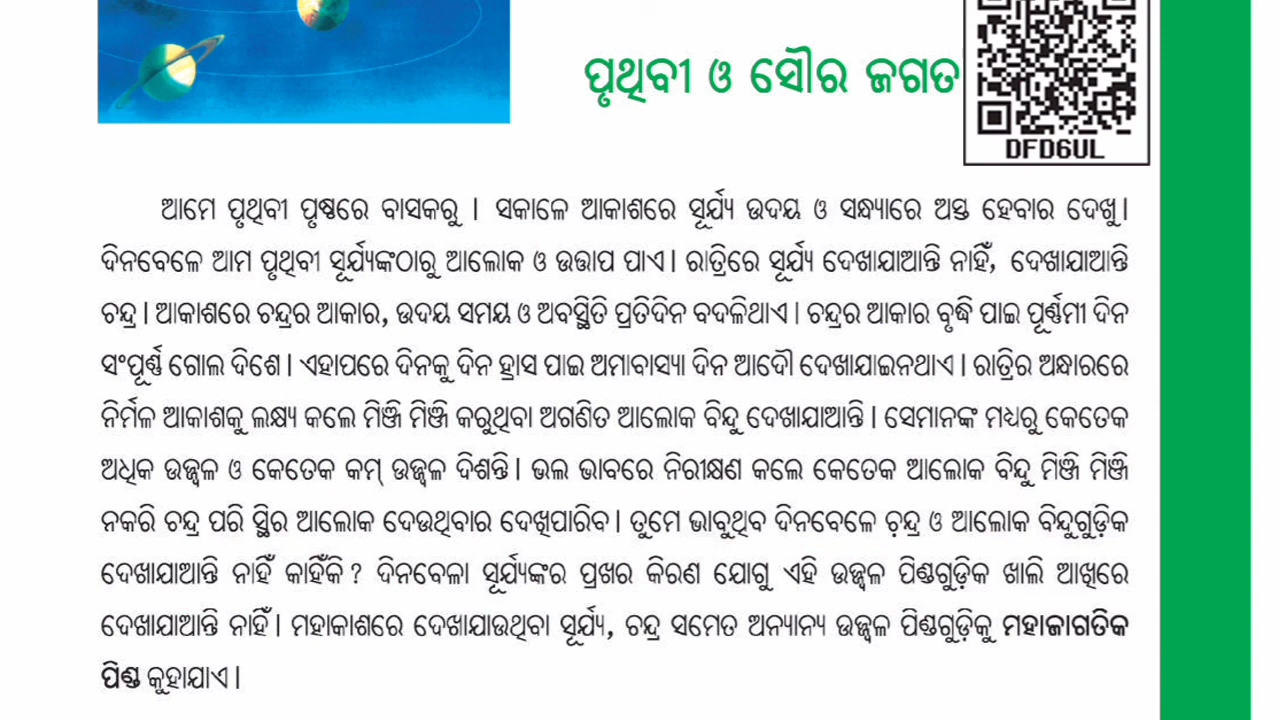 ପୃଥିବୀ ଓ ସୌର ଜଗତ
DFD6UL
ଆମେ ପୃଥିବୀ ପୃଷ୍ଠରେ ବାସକରୁ । ସକାଳେ ଆକାଶରେ ସୂର୍ଯ୍ୟ ଉଦୟ ଓ ସନ୍ଧ୍ୟାରେ ଅସ୍ତ ହେବାର ଦେଖୁ।
ଦିନବେଳେ ଆମ ପୃଥିବୀ ସୂର୍ଯ୍ୟଙ୍କଠାରୁ ଆଲୋକ ଓ ଉତ୍ତାପ ପାଏ। ରାତ୍ରିରେ ସୂର୍ଯ୍ୟ ଦେଖାଯାଆନ୍ତି ନାହିଁ, ଦେଖାଯାଆନ୍ତି
ଚନ୍ଦ୍ର। ଆକାଶରେ ଚନ୍ଦ୍ରର ଆକାର, ଉଦୟ ସମୟ ଓ ଅବସ୍ଥିତି ପ୍ରତିଦିନ ବଦଳିଥାଏ। ଚନ୍ଦ୍ରର ଆକାର ବୃଦ୍ଧି ପାଇ ପୂର୍ଣ୍ଣମୀ ଦିନ
ସଂପୂର୍ଣ୍ଣ ଗୋଲ ଦିଶେ। ଏହାପରେ ଦିନକୁ ଦିନ ହ୍ରାସ ପାଇ ଅମାବାସ୍ୟା ଦିନ ଆଦୌ ଦେଖାଯାଇନଥାଏ। ରାତ୍ରିର ଅନ୍ଧାରରେ
ନିର୍ମଳ ଆକାଶକୁ ଲକ୍ଷ୍ୟ କଲେ ମିଞ୍ଜି ମିଞ୍ଜି କରୁଥିବା ଅଗଣିତ ଆଲୋକ ବିନ୍ଦୁ ଦେଖାଯାଆନ୍ତି। ସେମାନଙ୍କ ମଧ୍ୟରୁ କେତେକ
ଅଧିକ ଉଜ୍ଜ୍ୱଳ ଓ କେତେକ କମ୍ ଉଜ୍ଜ୍ୱଳ ଦିଶନ୍ତି। ଭଲ ଭାବରେ ନିରୀକ୍ଷଣ କଲେ କେତେକ ଆଲୋକ ବିନ୍ଦୁ ମିଞ୍ଜି ମିଞ୍ଜି
ନକରି ଚନ୍ଦ୍ର ପରି ସ୍ଥିର ଆଲୋକ ଦେଉଥିବାର ଦେଖିପାରିବ। ତୁମେ ଭାବୁଥିବ ଦିନବେଳେ ଚନ୍ଦ୍ର ଓ ଆଲୋକ ବିନ୍ଦୁଗୁଡ଼ିକ
ଦେଖାଯାଆନ୍ତି ନାହିଁ କାହିଁକି ? ଦିନବେଳା ସୂର୍ଯ୍ୟଙ୍କର ପ୍ରଖର କିରଣ ଯୋଗୁ ଏହି ଉଜ୍ଜ୍ୱଳ ପିଣ୍ଡଗୁଡ଼ିକ ଖାଲି ଆଖିରେ
ଦେଖାଯାଆନ୍ତି ନାହିଁ। ମହାକାଶରେ ଦେଖାଯାଉଥିବା ସୂର୍ଯ୍ୟ, ଚନ୍ଦ୍ର ସମେତ ଅନ୍ୟାନ୍ୟ ଉଜ୍ଜ୍ୱଳ ପିଣ୍ଡଗୁଡ଼ିକୁ ମହାଜାଗତିକ
ପିଣ୍ଡ କୁହାଯାଏ।